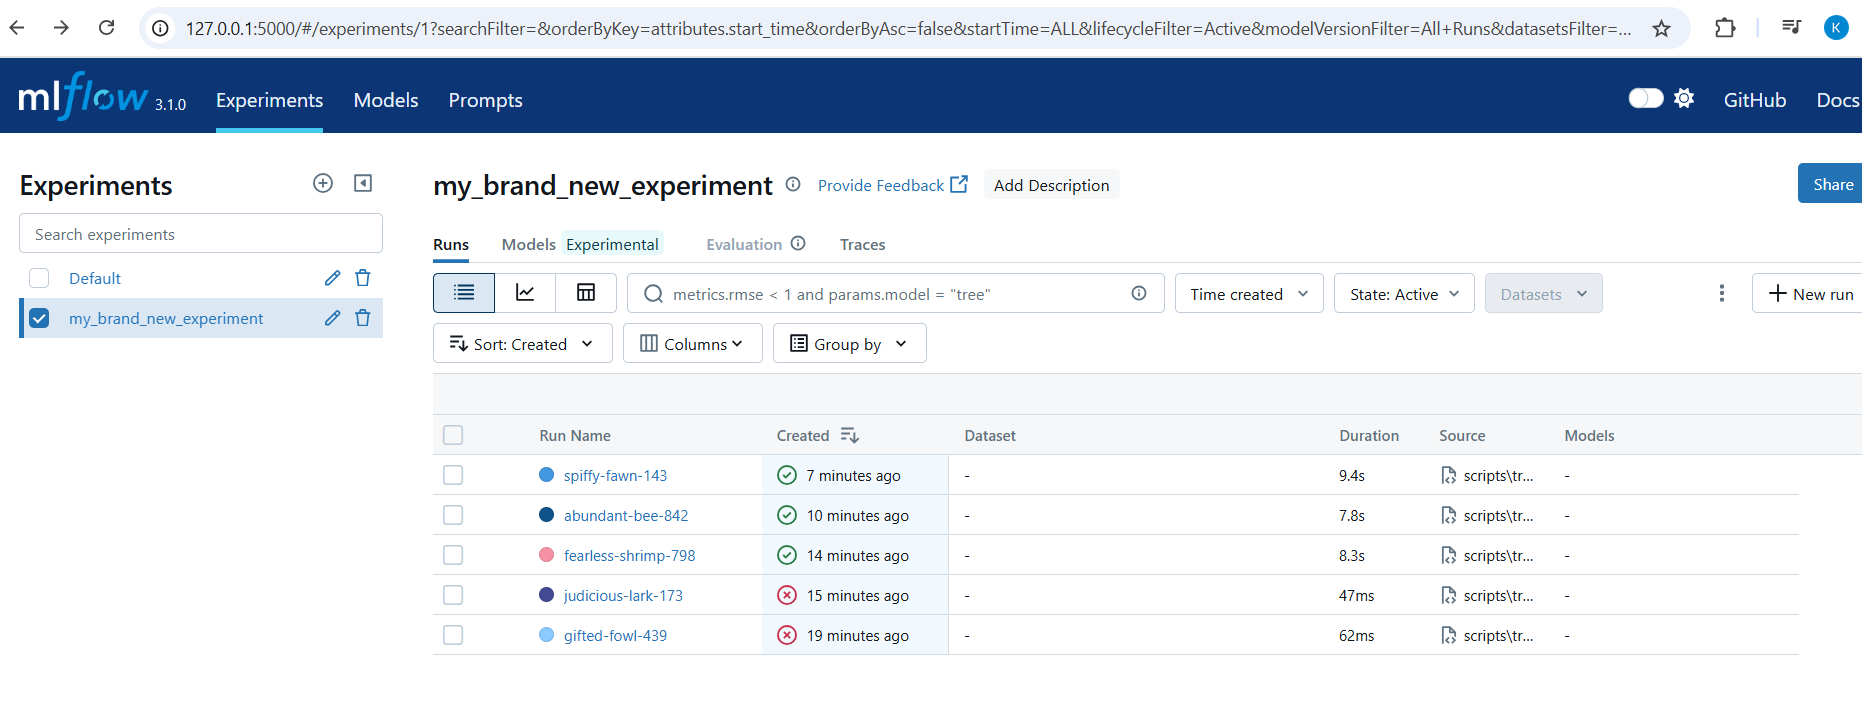 127.0.0.1:5000/#/experiments/1?searchFilter=&orderByKey=attributes.start_time&orderByAsc=false&startTime=ALL&lifecycleFilter=Active&modelVersionFilter=All+Runs&datasetsFilter=...
K
mlflow 3.1.0 Experiments Models Prompts GitHub Docs
Experiments
Search experiments
Default
my_brand_new_experiment
my_brand_new_experiment Provide Feedback Add Description Share
Runs Models Experimental Evaluation Traces
metrics.rmse < 1 and params.model = "tree" Time created State: Active Datasets New run
Sort: Created Columns Group by
Run Name Created Dataset Duration Source Models
spiffy-fawn-143 7 minutes ago - 9.4s scripts\tr... -
abundant-bee-842 10 minutes ago - 7.8s scripts\tr... -
fearless-shrimp-798 14 minutes ago - 8.3s scripts\tr... -
judicious-lark-173 15 minutes ago - 47ms scripts\tr... -
gifted-fowl-439 19 minutes ago - 62ms scripts\tr... -